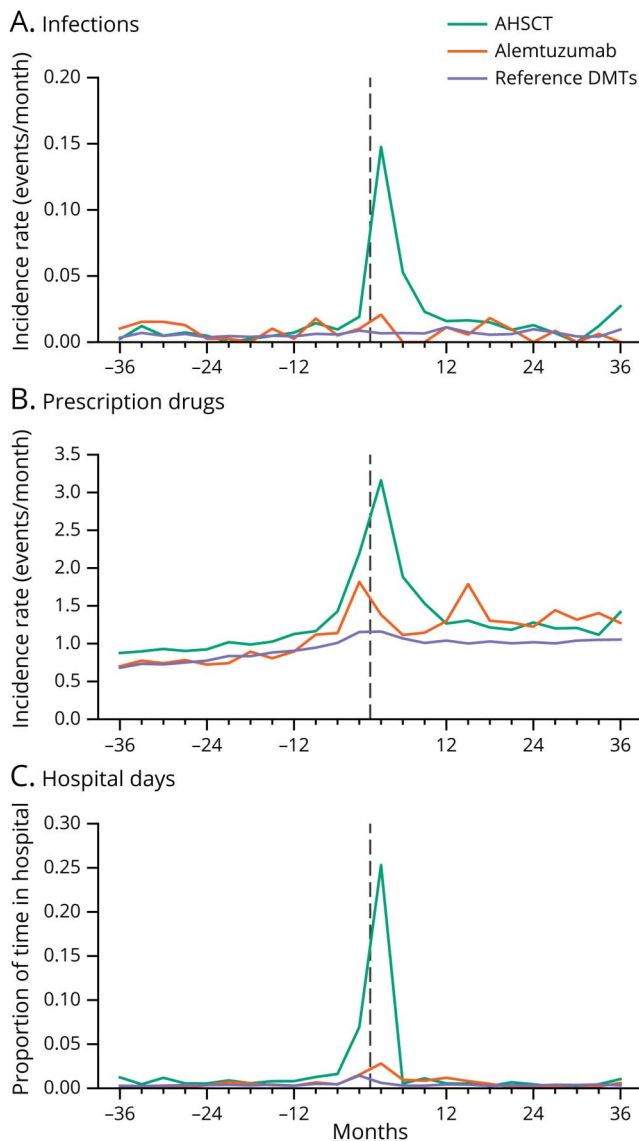 A. Infections
AHSCT
Alemtuzumab
Reference DMTs
Incidence rate (events/month)
0.20
0.15
0.10
0.05
0.00
–36 –24 –12 12 24 36
B. Prescription drugs
Incidence rate (events/month)
3.5
3.0
2.5
2.0
1.5
1.0
0.5
0.0
–36 –24 –12 12 24 36
C. Hospital days
Proportion of time in hospital
0.30
0.25
0.20
0.15
0.10
0.05
0.00
–36 –24 –12 12 24 36
Months